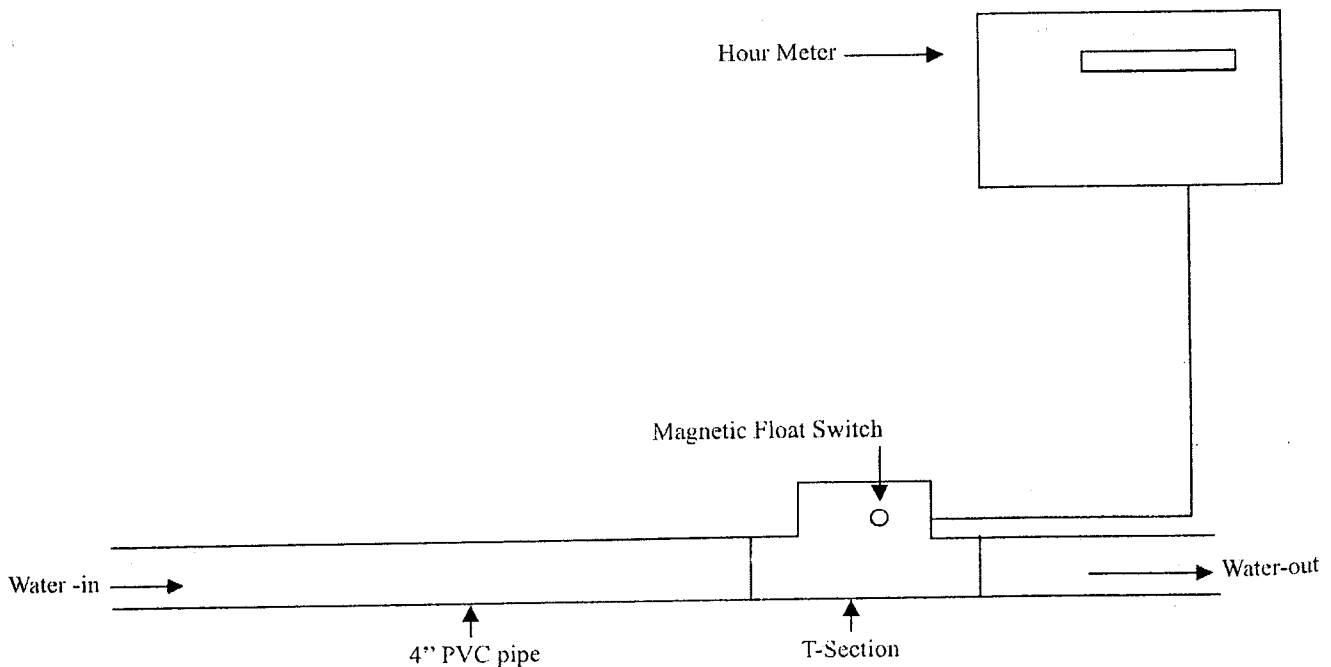 Hour Meter
Magnetic Float Switch
Water -in
Water-out
4’’ PVC pipe
T-Section